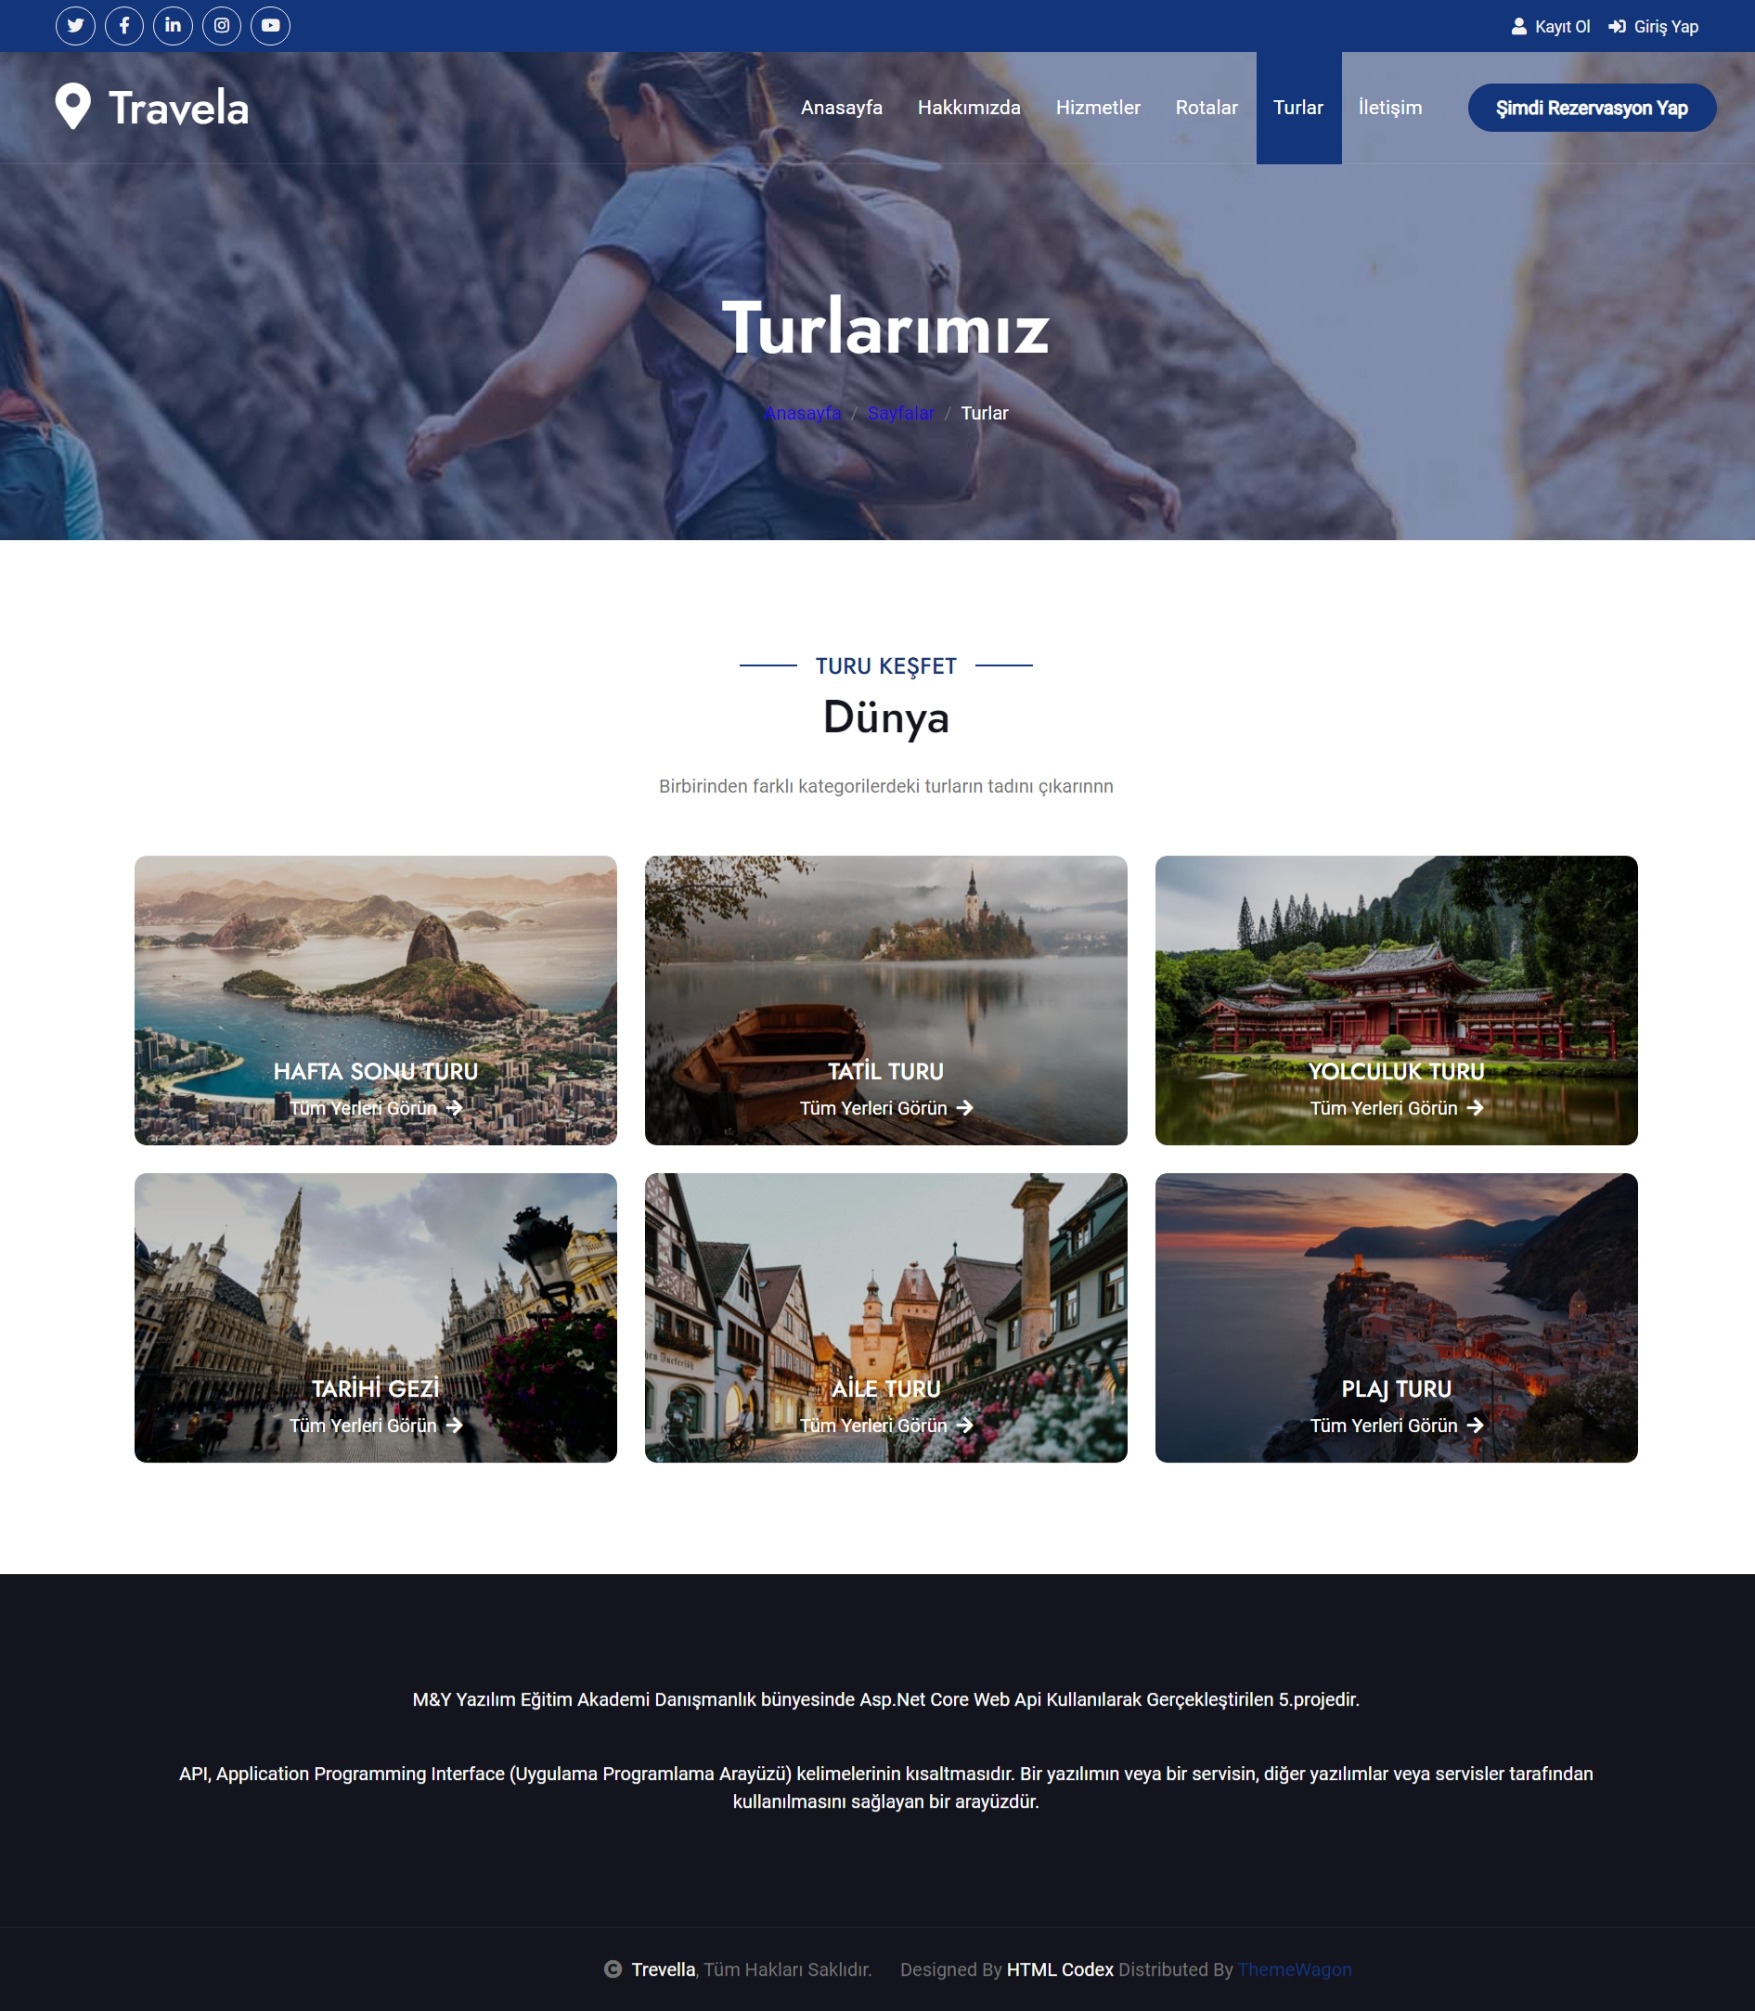 Kayıt Ol Giriş Yap
Travela Anasayfa Hakkımızda Hizmetler Rotalar Turlar İletişim Şimdi Rezervasyon Yap
Turlarımız
Anasayfa / Sayfalar / Turlar
TURU KEŞFET
Dünya
Birbirinden farklı kategorilerdeki turların tadını çıkarınnn
HAFTA SONU TURU
Tüm Yerleri Görün
TATİL TURU
Tüm Yerleri Görün
YOLCULUK TURU
Tüm Yerleri Görün
TARİHİ GEZİ
Tüm Yerleri Görün
AİLE TURU
Tüm Yerleri Görün
PLAJ TURU
Tüm Yerleri Görün
M&Y Yazılım Eğitim Akademi Danışmanlık bünyesinde Asp.Net Core Web Api Kullanılarak Gerçekleştirilen 5.projedir.
API, Application Programming Interface (Uygulama Programlama Arayüzü) kelimelerinin kısaltmasıdır. Bir yazılımın veya bir servisin, diğer yazılımlar veya servisler tarafından
kullanılmasını sağlayan bir arayüzdür.
© Trevella, Tüm Hakları Saklıdır. Designed By HTML Codex Distributed By ThemeWagon